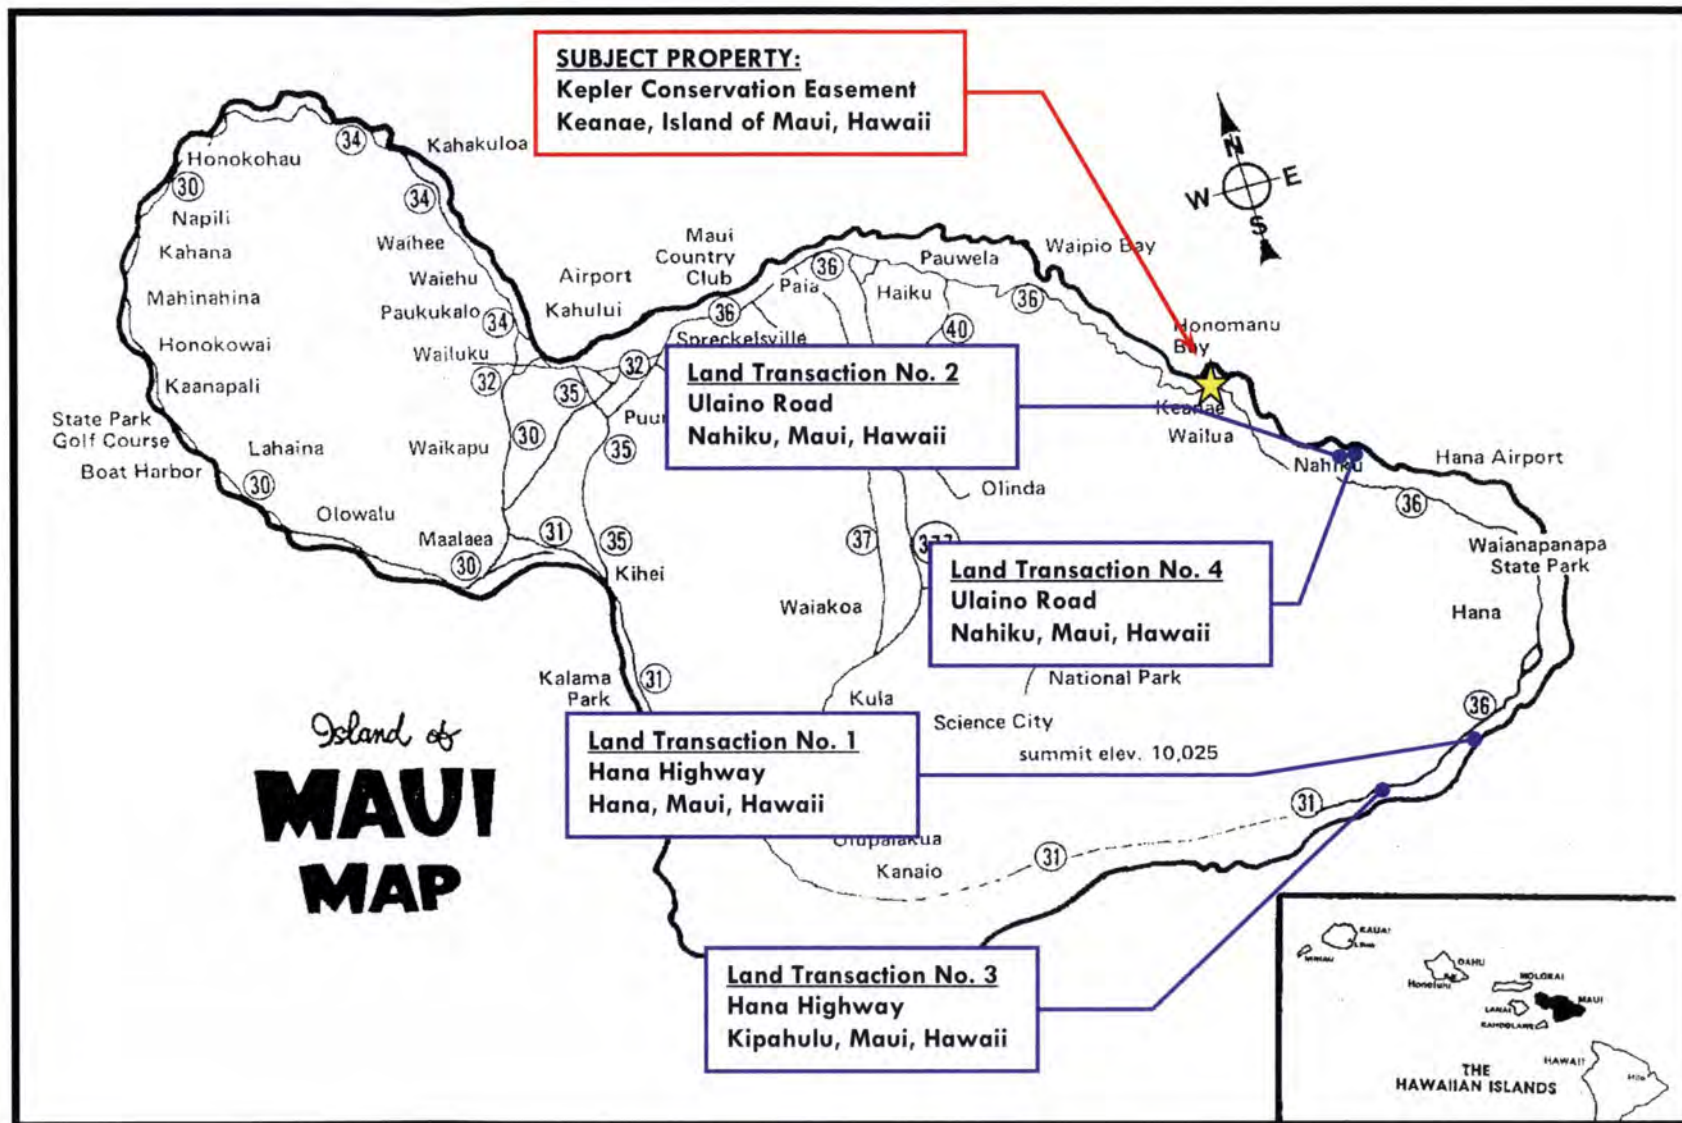 SUBJECT PROPERTY:
Kepler Conservation Easement
Keanae, Island of Maui, Hawaii
34
Kahakuloa
Honokohau
30
34
Napili
Kahana
Waihee
Mahinahina
Waiehu
Paukukalo
34
Honokowai
Wailuku
32
Kaanapali
State Park
Golf Course
Boat Harbor
Lahaina
30
Olowalu
Waikapu
30
Maalaea
30
31
35
Kihei
Airport
Kahului
Maui
Country
Club
36
Paia
36
Spreckelsville
32
35
35
Haiku
Pauwela
36
40
Waipio Bay
Honomanu
Bay
Keanae
Wailua
Nahiku
36
Hana Airport
Waianapanapa
State Park
Hana
36
N
W
E
S
Land Transaction No. 2
Ulaino Road
Nahiku, Maui, Hawaii
Olinda
37
Waiakoa
Land Transaction No. 4
Ulaino Road
Nahiku, Maui, Hawaii
National Park
Kalama
Park
31
Kula
Science City
summit elev. 10,025
Land Transaction No. 1
Hana Highway
Hana, Maui, Hawaii
Kanaio
31
31
Land Transaction No. 3
Hana Highway
Kipahulu, Maui, Hawaii
Island of
MAUI
MAP
KAUAI
OAHU
Honolulu
MOLOKAI
LANAI
MAUI
KAHOOLAWE
HAWAII
Hilo
THE
HAWAIIAN ISLANDS